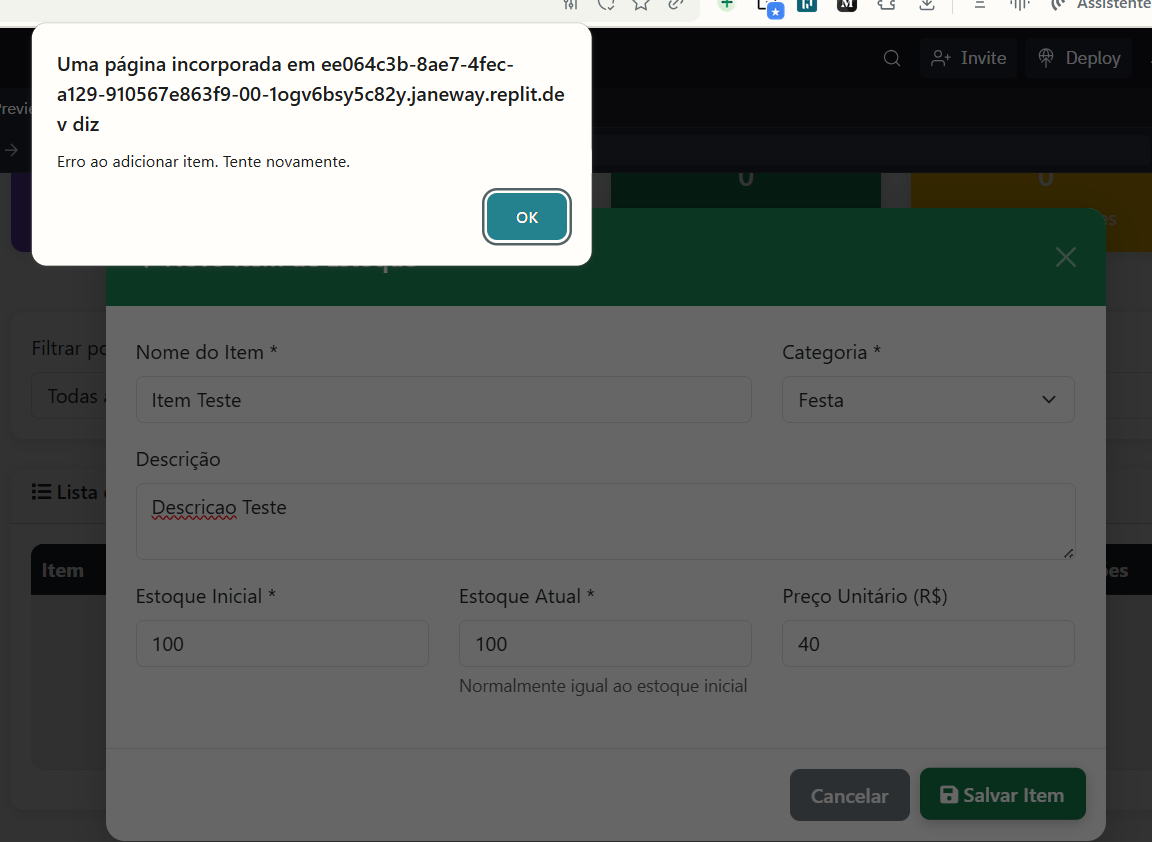 Assistente
Uma página incorporada em ee064c3b-8ae7-4fec-
a129-910567e863f9-00-1ogv6bsy5c82y.janeway.replit.de
v diz
Erro ao adicionar item. Tente novamente.
OK
Invite
Deploy
0
0
Nome do Item *
Categoria *
Item Teste
Festa
Descrição
Descricao Teste
Estoque Inicial *
Estoque Atual *
Preço Unitário (R$)
100
100
40
Normalmente igual ao estoque inicial
Cancelar
Salvar Item
Filtrar po
Todas
Lista
Item